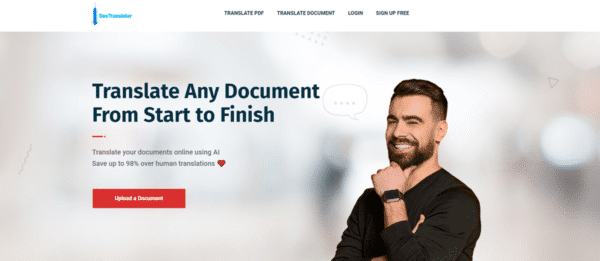 DocTranslator
TRANSLATE PDF
TRANSLATE DOCUMENT
LOGIN
SIGN UP FREE
Translate Any Document
From Start to Finish
Translate your documents online using AI
Save up to 98% over human translations
Upload a Document